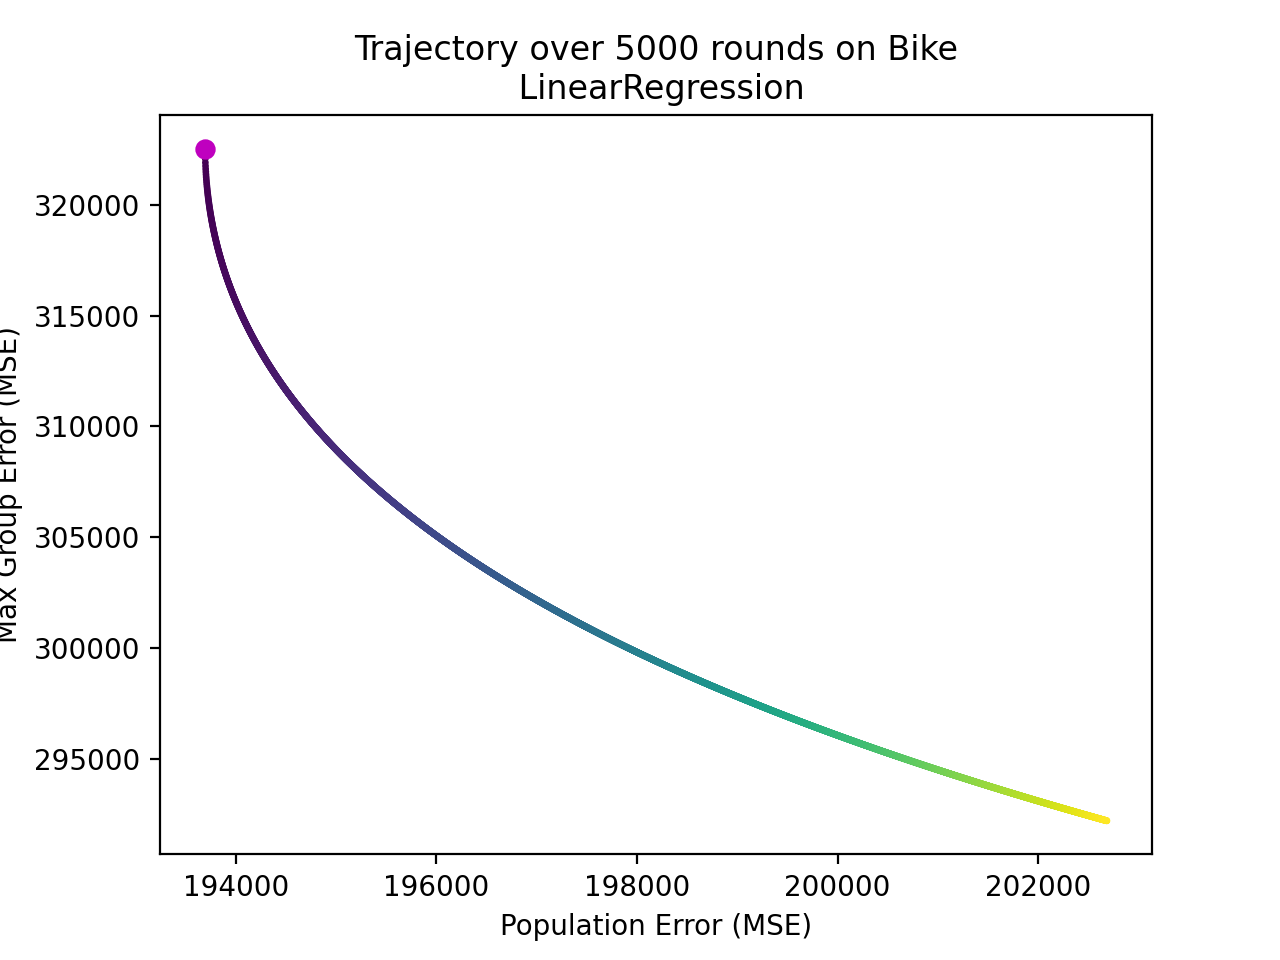 Trajectory over 5000 rounds on Bike
LinearRegression
Max Group Error (MSE)
320000
315000
310000
305000
300000
295000
194000 196000 198000 200000 202000
Population Error (MSE)